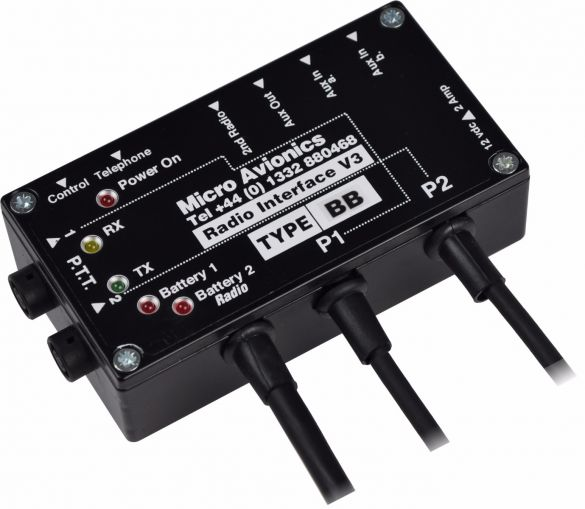 Control
Telephone
2nd Radio
Aux Out
Aux In
a.
Aux In
b.
12 vdc
2 Amp
Power On
Micro Avionics
Tel +44 (0) 1332 880468
Radio Interface V3
TYPE BB
P1
P2
1
P.T.T.
2
RX
TX
Battery 1
Battery 2
Radio